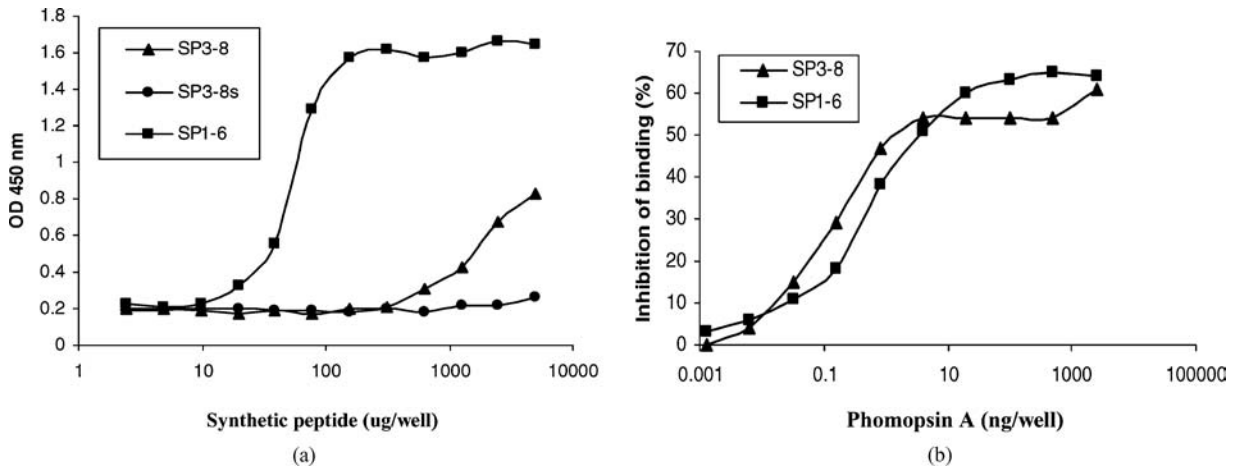 1.8
1.6
1.4
1.2
1
0.8
0.6
0.4
0.2
0
OD 450 nm
SP3-8
SP3-8s
SP1-6
1 10 100 1000 10000
Synthetic peptide (ug/well)
(a)
70
60
50
40
30
20
10
0
Inhibition of binding (%)
SP3-8
SP1-6
0.001 0.1 10 1000 100000
Phomopsin A (ng/well)
(b)